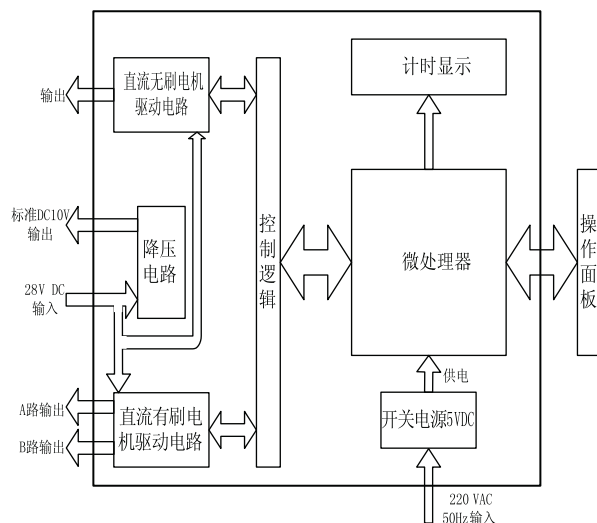 直流无刷电机
驱动电路
计时显示
输出
标准DC10V
输出
降压
电路
控制逻辑
微处理器
操作面板
28V DC
输入
供电
A路输出
B路输出
直流有刷电
机驱动电路
开关电源5VDC
220 VAC
50Hz输入